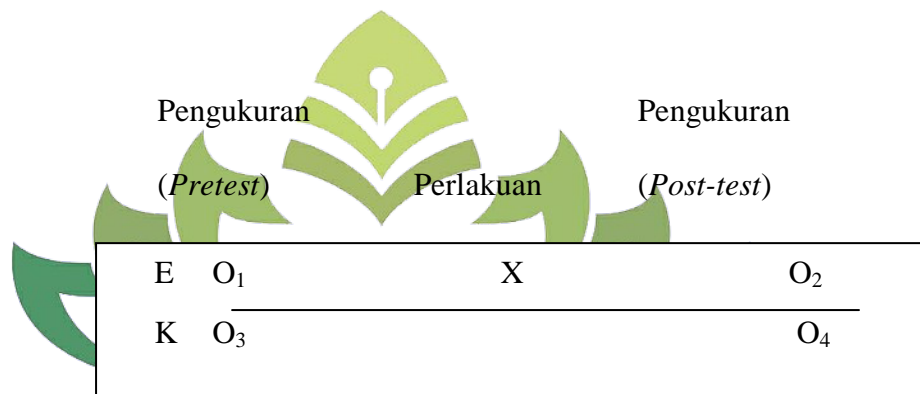 Pengukuran Pengukuran
(Pretest) Perlakuan (Post-test)
E O₁ X O₂
K O₃ O₄